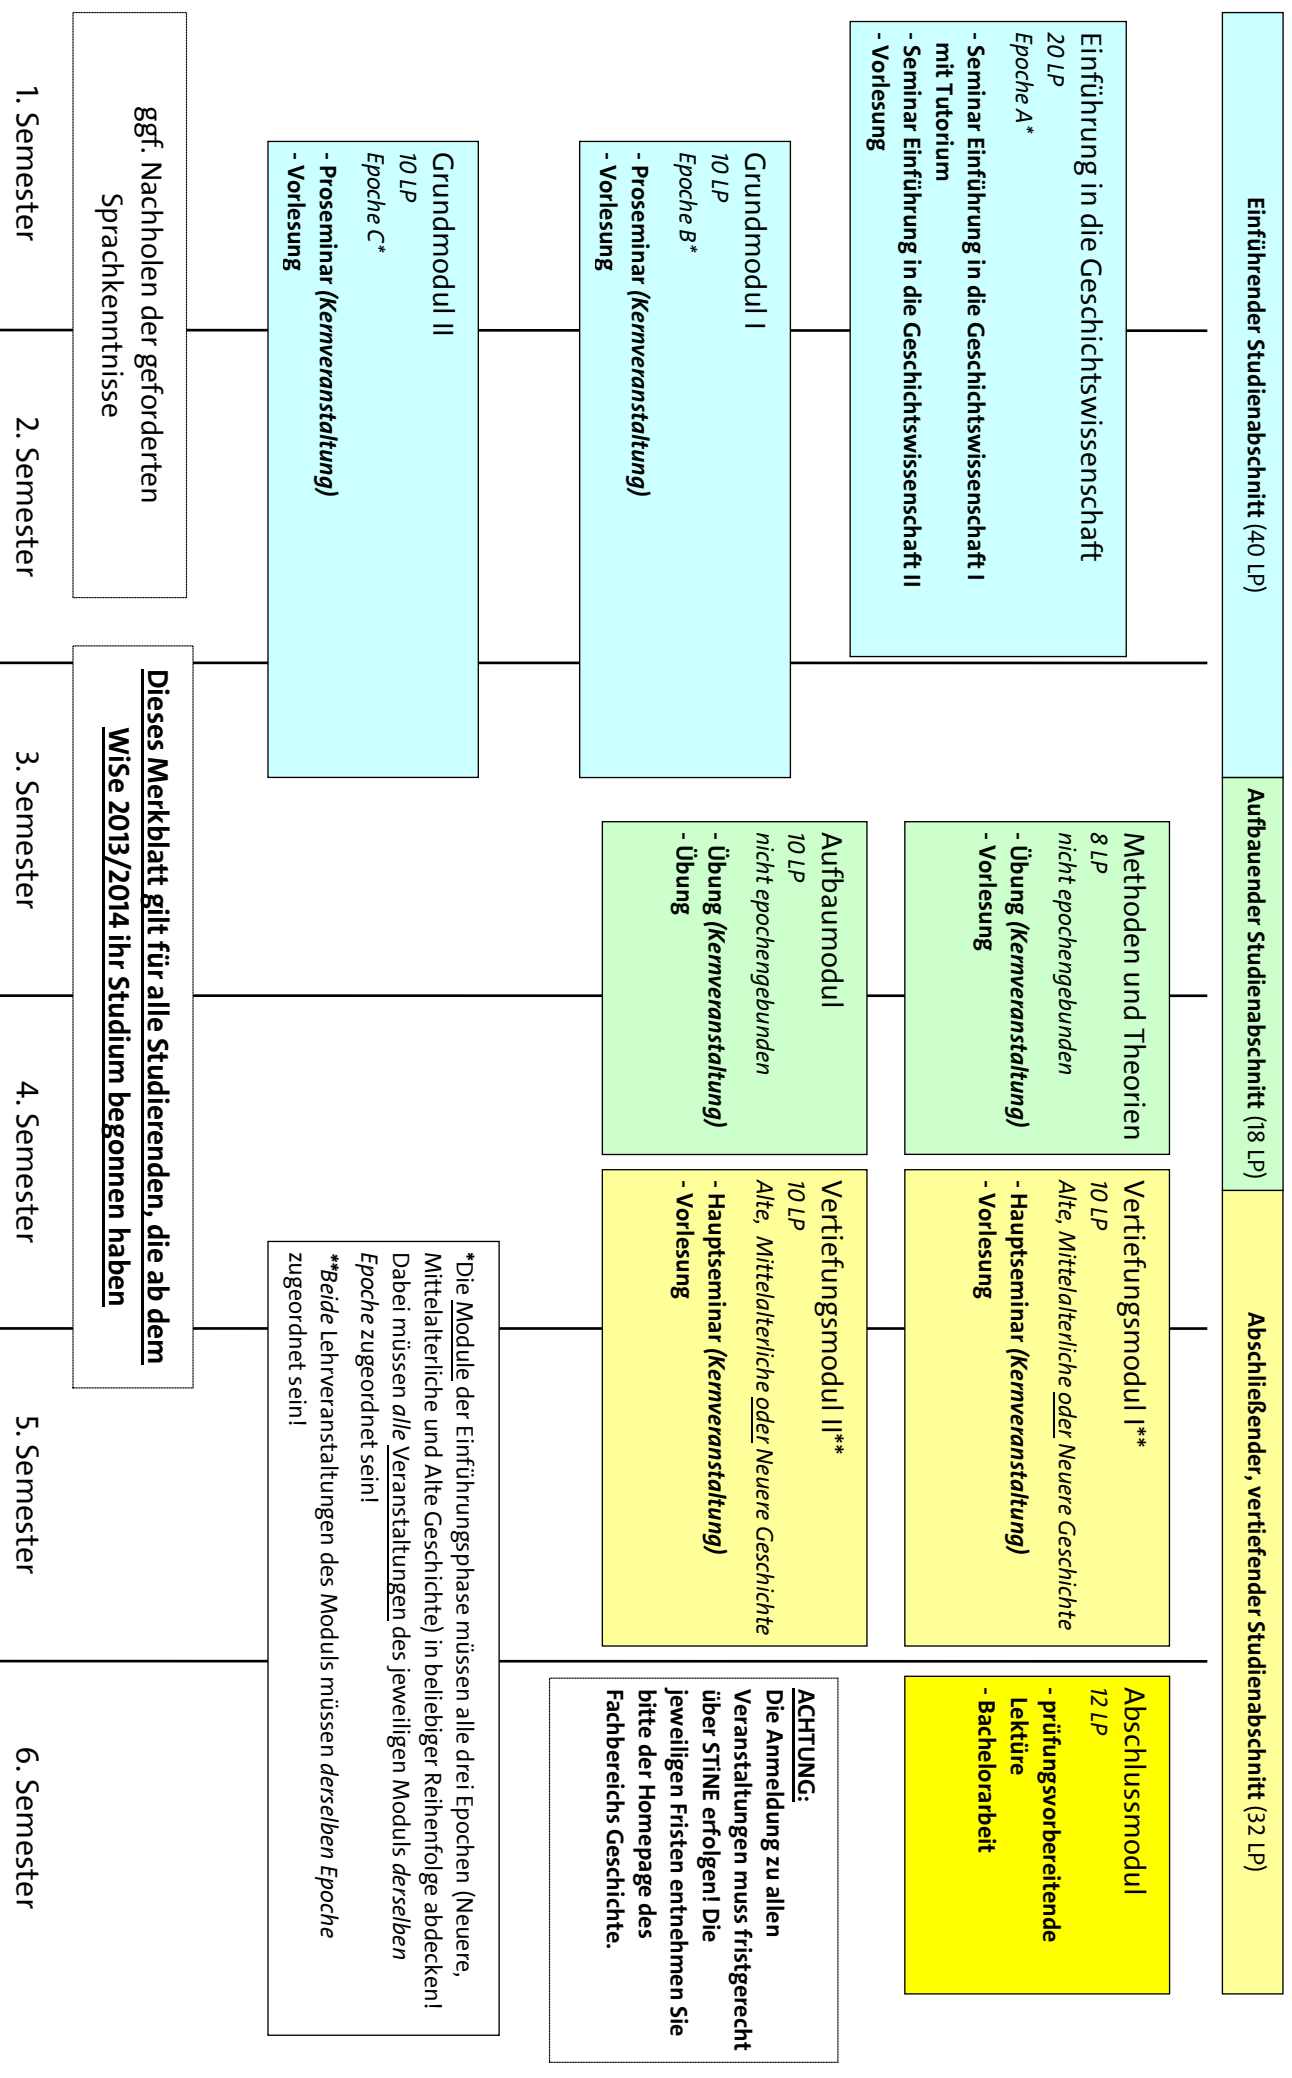 Einführender Studienabschnitt (40 LP)
Aufbauender Studienabschnitt (18 LP)
Abschließender, vertiefender Studienabschnitt (32 LP)
Einführung in die Geschichtswissenschaft
20 LP
Epoche A*
- Seminar Einführung in die Geschichtswissenschaft I
mit Tutorium
- Seminar Einführung in die Geschichtswissenschaft II
- Vorlesung
Methoden und Theorien
8 LP
nicht epochengebunden
- Übung (Kernveranstaltung)
- Vorlesung
Vertiefungsmodul I**
10 LP
Alte, Mittelalterliche oder Neuere Geschichte
- Hauptseminar (Kernveranstaltung)
- Vorlesung
Abschlussmodul
12 LP
- prüfungsvorbereitende
Lektüre
- Bachelorarbeit
Grundmodul I
10 LP
Epoche B*
- Proseminar (Kernveranstaltung)
- Vorlesung
Aufbaumodul
10 LP
nicht epochengebunden
- Übung (Kernveranstaltung)
- Übung
Vertiefungsmodul II**
10 LP
Alte, Mittelalterliche oder Neuere Geschichte
- Hauptseminar (Kernveranstaltung)
- Vorlesung
ACHTUNG:
Die Anmeldung zu allen
Veranstaltungen muss fristgerecht
über STiNE erfolgen! Die
jeweiligen Fristen entnehmen Sie
bitte der Homepage des
Fachbereichs Geschichte.
Grundmodul II
10 LP
Epoche C*
- Proseminar (Kernveranstaltung)
- Vorlesung
*Die Module der Einführungsphase müssen alle drei Epochen (Neuere,
Mittelalterliche und Alte Geschichte) in beliebiger Reihenfolge abdecken!
Dabei müssen alle Veranstaltungen des jeweiligen Moduls derselben
Epoche zugeordnet sein!
**Beide Lehrveranstaltungen des Moduls müssen derselben Epoche
zugeordnet sein!
ggf. Nachholen der geforderten
Sprachkenntnisse
Dieses Merkblatt gilt für alle Studierenden, die ab dem
WiSe 2013/2014 ihr Studium begonnen haben
1. Semester
2. Semester
3. Semester
4. Semester
5. Semester
6. Semester